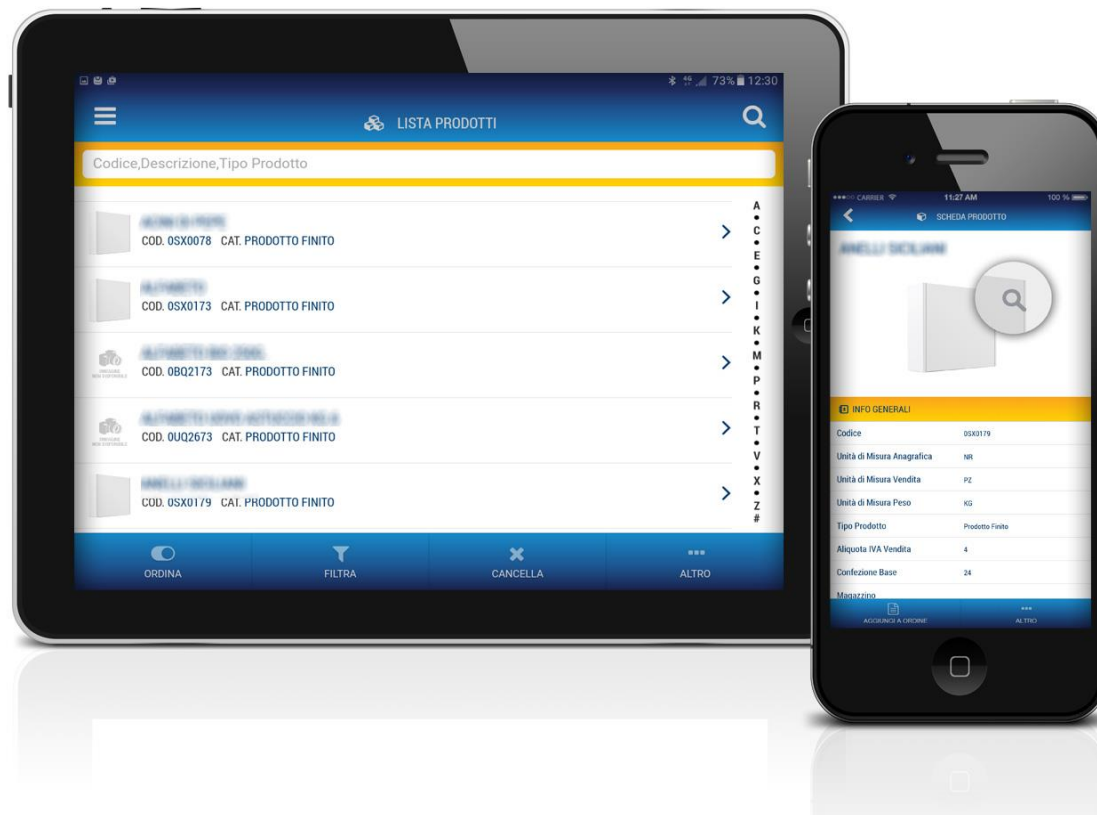 4G 73% 12:30
LISTA PRODOTTI
Codice,Descrizione,Tipo Prodotto
COD. 0SX0078 CAT. PRODOTTO FINITO
COD. 0SX0173 CAT. PRODOTTO FINITO
COD. 0BQ2173 CAT. PRODOTTO FINITO
COD. 0UQ2673 CAT. PRODOTTO FINITO
COD. 0SX0179 CAT. PRODOTTO FINITO
A
C
E
G
I
K
M
P
R
T
V
X
Z
#
ORDINA FILTRA CANCELLA ALTRO
CARRIER 11:27 AM 100 %
SCHEDA PRODOTTO
ANELLI SICILIANI
INFO GENERALI
Codice 0SX0179
Unità di Misura Anagrafica NR
Unità di Misura Vendita PZ
Unità di Misura Peso KG
Tipo Prodotto Prodotto Finito
Aliquota IVA Vendita 4
Confezione Base 24
Magazzino
AGGIUNGI A ORDINE ALTRO